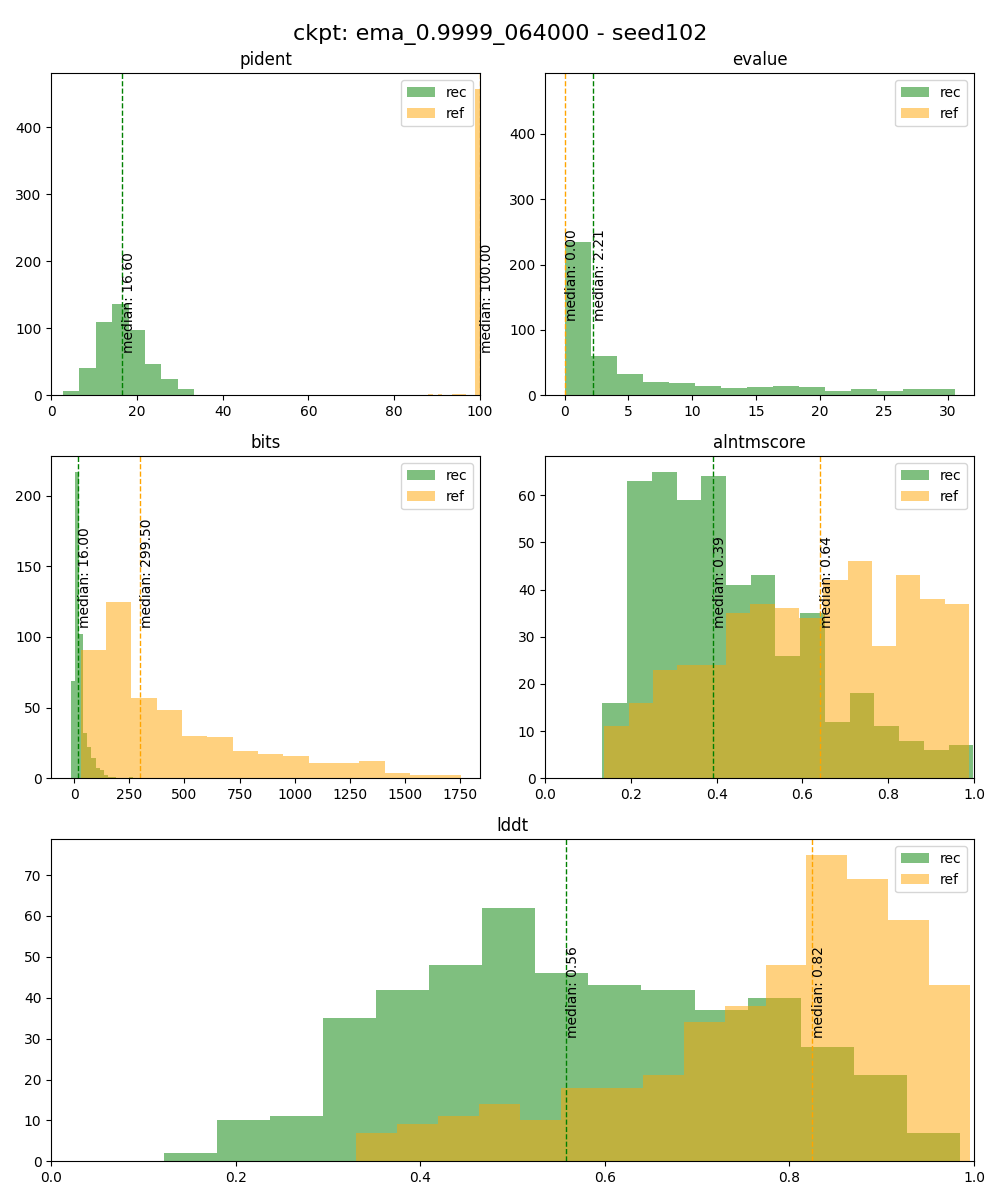 ckpt: ema_0.9999_064000 - seed102
pident
rec
ref
median: 16.60
median: 100.00
400
300
200
100
0
0 20 40 60 80 100
evalue
rec
ref
median: 0.00
median: 2.21
400
300
200
100
0
0 5 10 15 20 25 30
bits
rec
ref
median: 16.00
median: 299.50
200
150
100
50
0
0 250 500 750 1000 1250 1500 1750
alntmscore
rec
ref
median: 0.39
median: 0.64
60
50
40
30
20
10
0
0.0 0.2 0.4 0.6 0.8 1.0
lddt
rec
ref
median: 0.56
median: 0.82
70
60
50
40
30
20
10
0
0.0 0.2 0.4 0.6 0.8 1.0